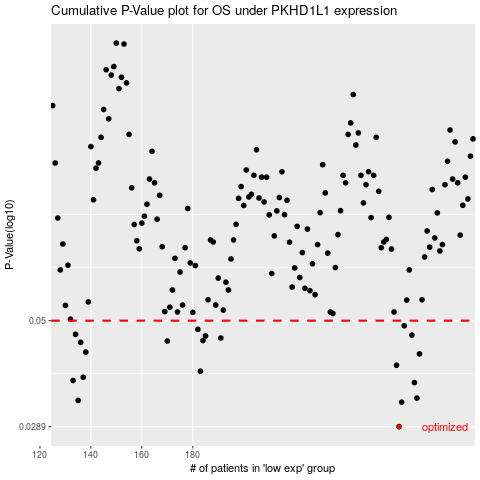 Cumulative P-Value plot for OS under PKHD1L1 expression
P-Value(log10)
0.05
0.0289
optimized
120 140 160 180
# of patients in 'low exp' group